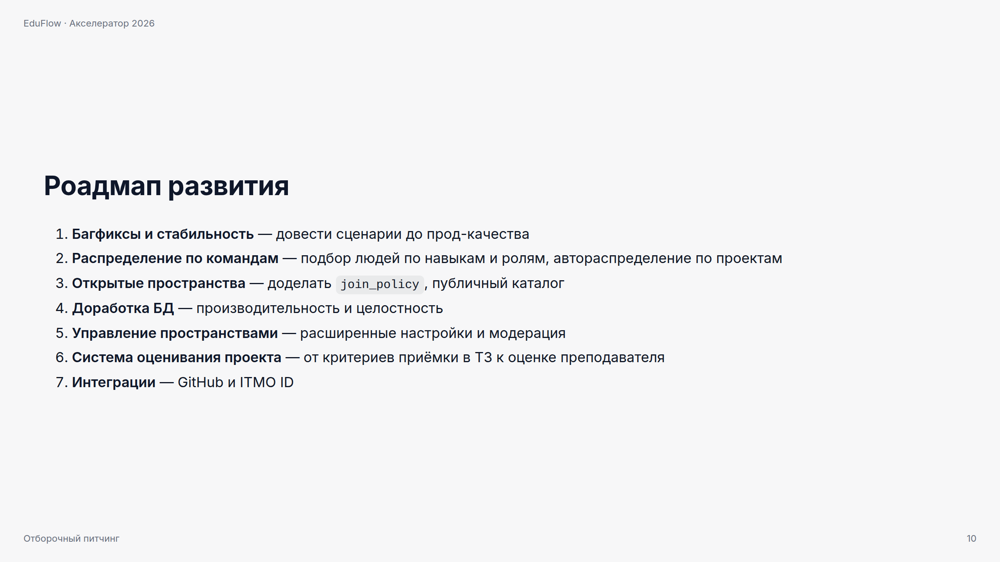 EduFlow · Акселератор 2026
Роадмап развития
1. Багфиксы и стабильность — довести сценарии до прод-качества
2. Распределение по командам — подбор людей по навыкам и ролям, автораспределение по проектам
3. Открытые пространства — доделать join_policy, публичный каталог
4. Доработка БД — производительность и целостность
5. Управление пространствами — расширенные настройки и модерация
6. Система оценивания проекта — от критериев приёмки в ТЗ к оценке преподавателя
7. Интеграции — GitHub и ITMO ID
Отборочный питчинг
10